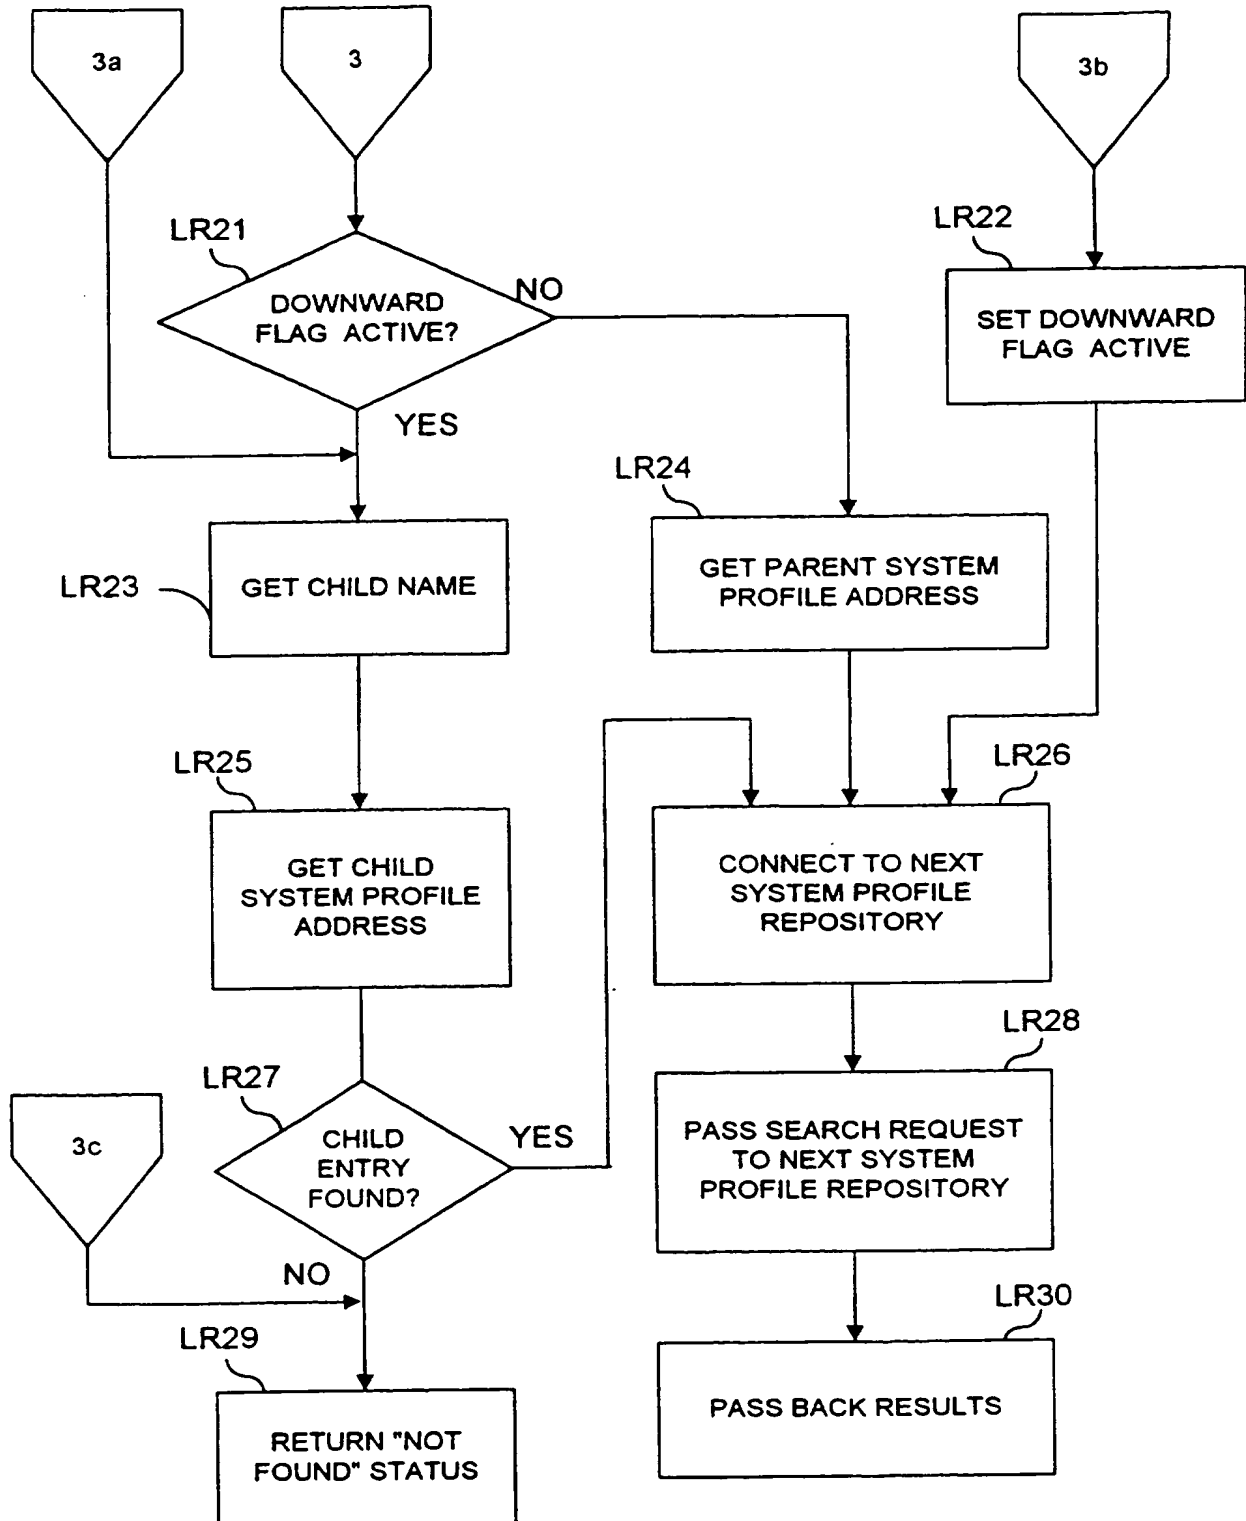 3a
3
3b
LR21
LR22
DOWNWARD
FLAG ACTIVE?
NO
SET DOWNWARD
FLAG ACTIVE
YES
LR24
LR23
GET CHILD NAME
GET PARENT SYSTEM
PROFILE ADDRESS
LR25
LR26
GET CHILD
SYSTEM PROFILE
ADDRESS
CONNECT TO NEXT
SYSTEM PROFILE
REPOSITORY
LR28
LR27
3c
CHILD
ENTRY
FOUND?
YES
PASS SEARCH REQUEST
TO NEXT SYSTEM
PROFILE REPOSITORY
NO
LR30
LR29
PASS BACK RESULTS
RETURN "NOT
FOUND" STATUS